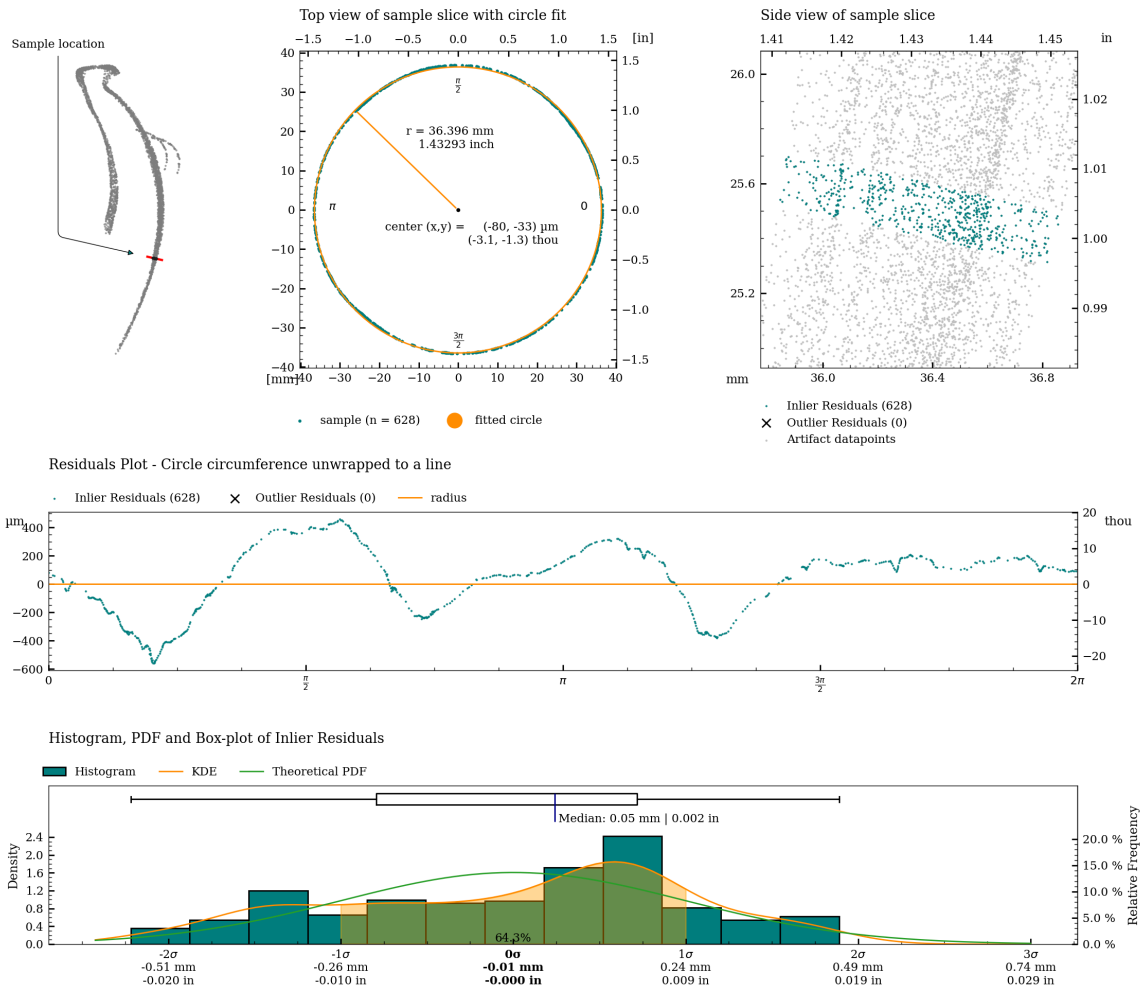 Sample location
Top view of sample slice with circle fit
−1.5 −1.0 −0.5 0.0 0.5 1.0 1.5 [in]
40 30 20 10 0 −10 −20 −30 −40
1.5 1.0 0.5 0.0 −0.5 −1.0 −1.5
π/2
r = 36.396 mm
1.43293 inch
π 0
center (x,y) = (-80, -33) µm
(-3.1, -1.3) thou
3π/2
[mm] −40 −30 −20 −10 0 10 20 30 40
sample (n = 628) fitted circle
Side view of sample slice
1.41 1.42 1.43 1.44 1.45 in
26.0 25.6 25.2
1.02 1.01 1.00 0.99
mm 36.0 36.4 36.8
Inlier Residuals (628)
× Outlier Residuals (0)
Artifact datapoints
Residuals Plot - Circle circumference unwrapped to a line
Inlier Residuals (628) × Outlier Residuals (0) radius
µm 400 200 0 −200 −400 −600
20 10 0 −10 −20 thou
0 π/2 π 3π/2 2π
Histogram, PDF and Box-plot of Inlier Residuals
Histogram KDE Theoretical PDF
Median: 0.05 mm | 0.002 in
Density
2.4 2.0 1.6 1.2 0.8 0.4 0.0
20.0 % 15.0 % 10.0 % 5.0 % 0.0 %
Relative Frequency
64.3%
-2σ -1σ 0σ 1σ 2σ 3σ
-0.51 mm -0.26 mm -0.01 mm 0.24 mm 0.49 mm 0.74 mm
-0.020 in -0.010 in -0.000 in 0.009 in 0.019 in 0.029 in